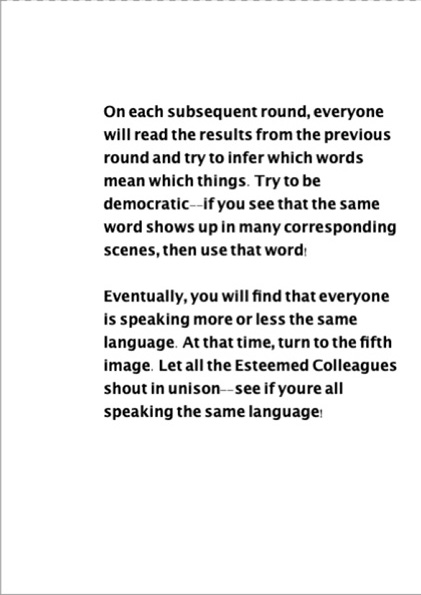 On each subsequent round, everyone
will read the results from the previous
round and try to infer which words
mean which things. Try to be
democratic--if you see that the same
word shows up in many corresponding
scenes, then use that word!
Eventually, you will find that everyone
is speaking more or less the same
language. At that time, turn to the fifth
image. Let all the Esteemed Colleagues
shout in unison--see if youre all
speaking the same language!